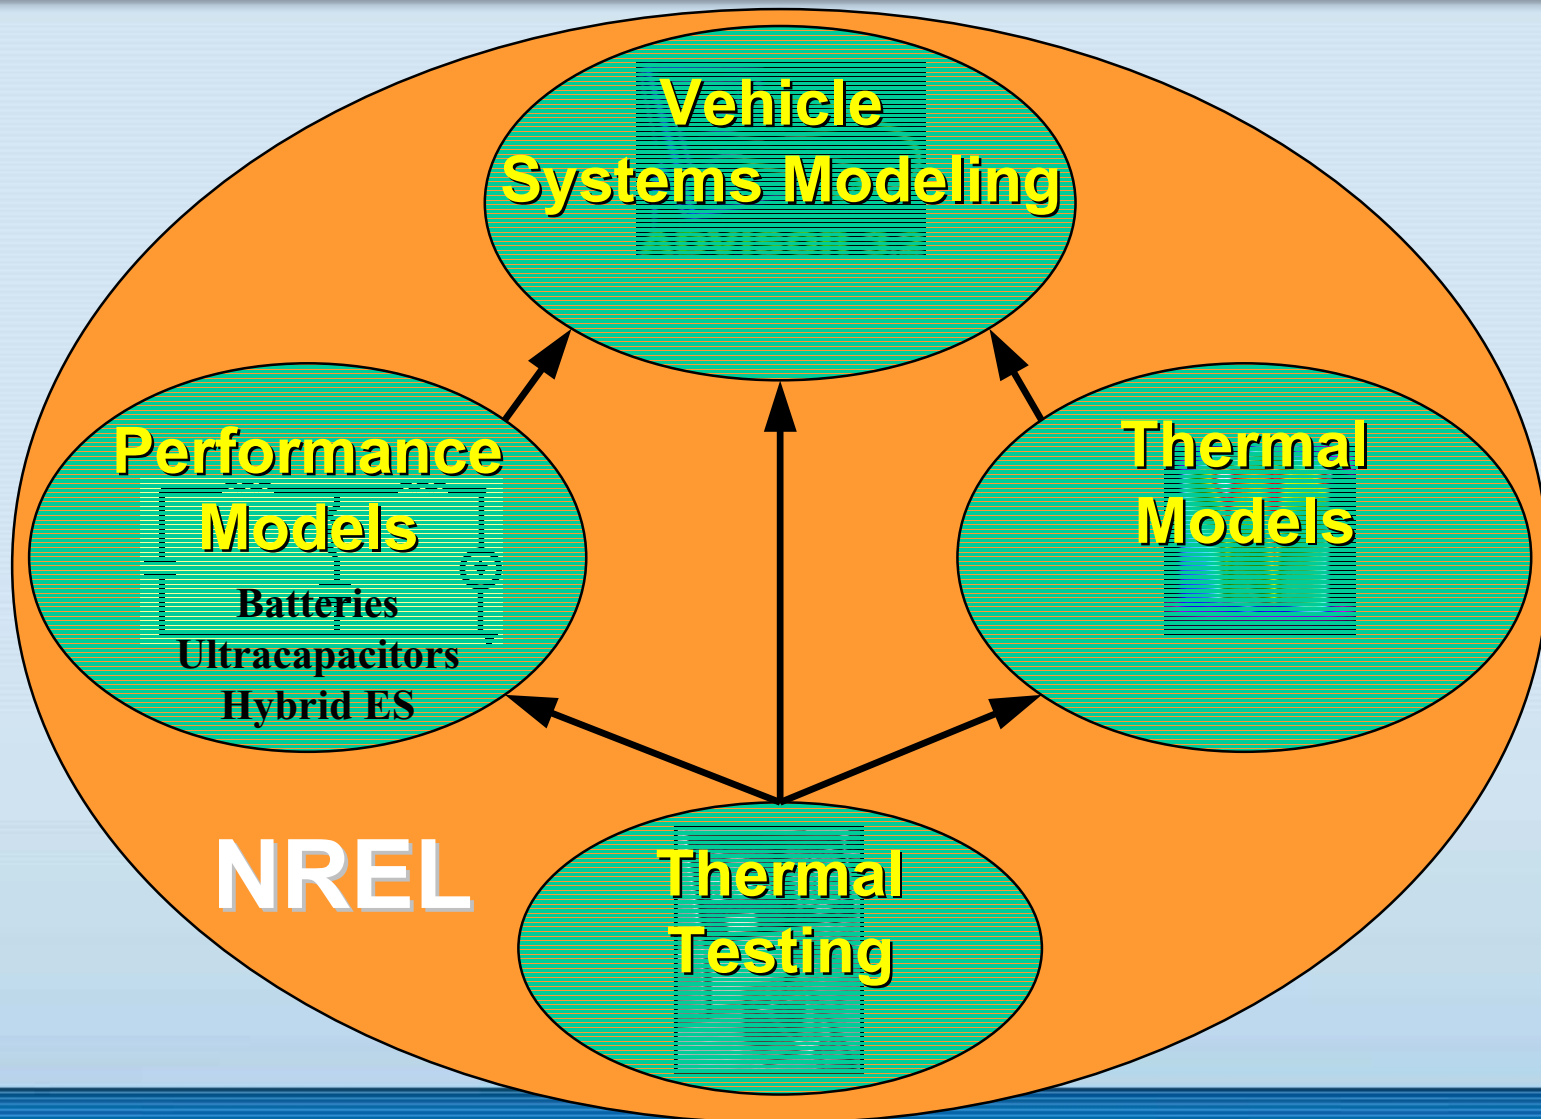 Vehicle
Systems Modeling
Performance
Models
Batteries
Ultracapacitors
Hybrid ES
Thermal
Models
NREL
Thermal
Testing